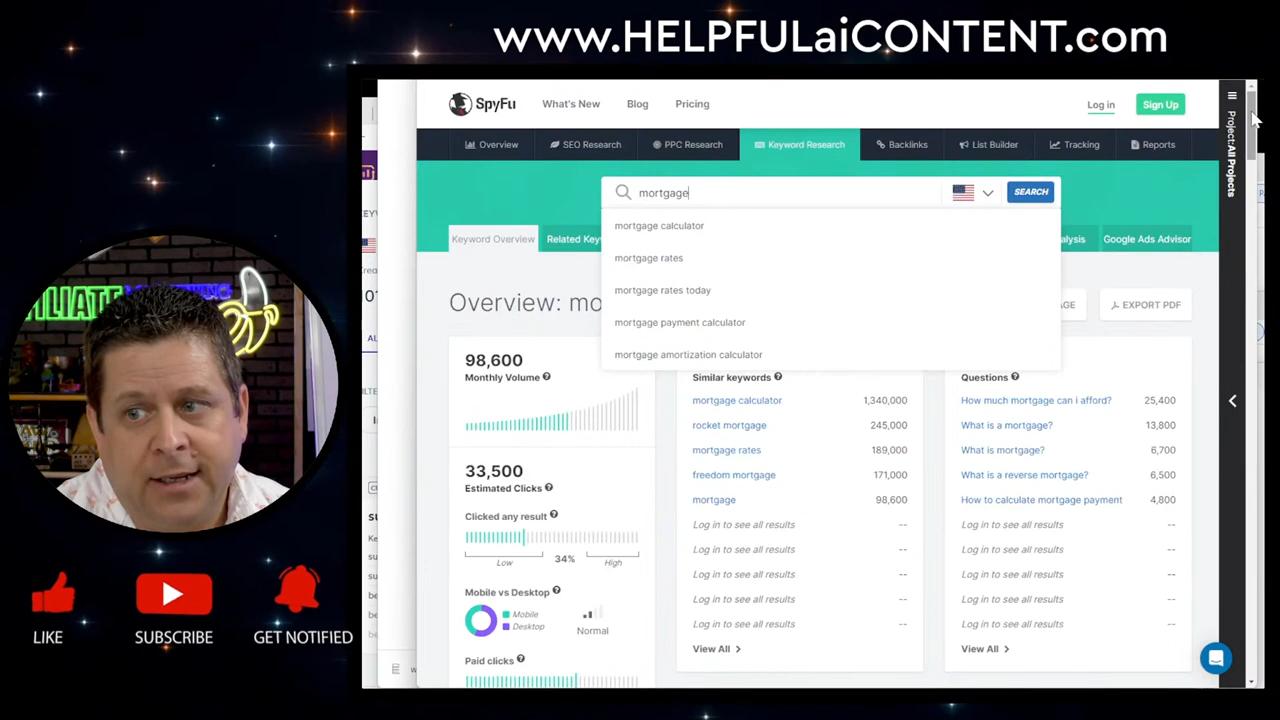 www.HELPFULaiCONTENT.com
SpyFu
What's New
Blog
Pricing
Log in
Sign Up
Overview
SEO Research
PPC Research
Keyword Research
Backlinks
List Builder
Tracking
Reports
Project: All Projects
mortgage
SEARCH
mortgage calculator
mortgage rates
mortgage rates today
mortgage payment calculator
mortgage amortization calculator
Keyword Overview
Related Key
alysis
Google Ads Advisor
Overview: mo
AGE
EXPORT PDF
98,600
Monthly Volume
33,500
Estimated Clicks
Clicked any result
Low
34%
High
Mobile vs Desktop
Mobile
Desktop
Normal
Paid clicks
Similar keywords
mortgage calculator 1,340,000
rocket mortgage 245,000
mortgage rates 189,000
freedom mortgage 171,000
mortgage 98,600
Log in to see all results --
Log in to see all results --
Log in to see all results --
Log in to see all results --
Log in to see all results --
View All
Questions
How much mortgage can i afford? 25,400
What is a mortgage? 13,800
What is mortgage? 6,700
What is a reverse mortgage? 6,500
How to calculate mortgage payment 4,800
Log in to see all results --
Log in to see all results --
Log in to see all results --
Log in to see all results --
Log in to see all results --
View All
LIKE
SUBSCRIBE
GET NOTIFIED